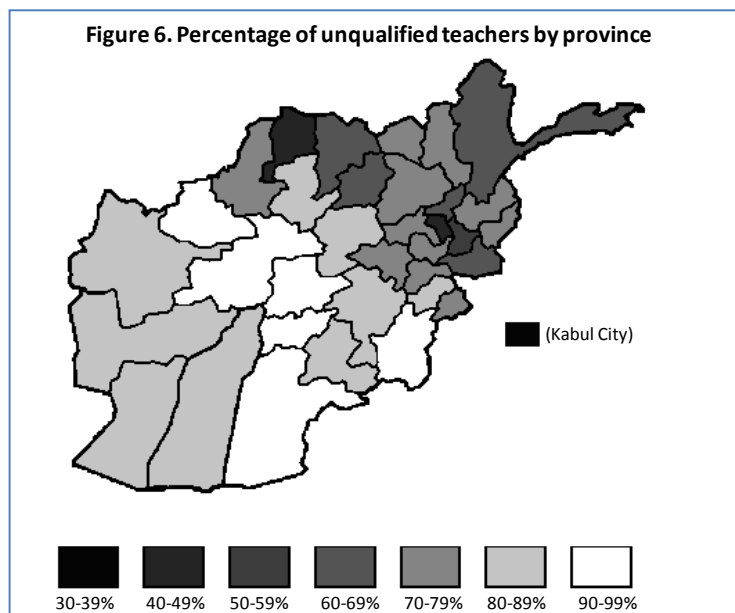 Figure 6. Percentage of unqualified teachers by province
(Kabul City)
30-39% 40-49% 50-59% 60-69% 70-79% 80-89% 90-99%